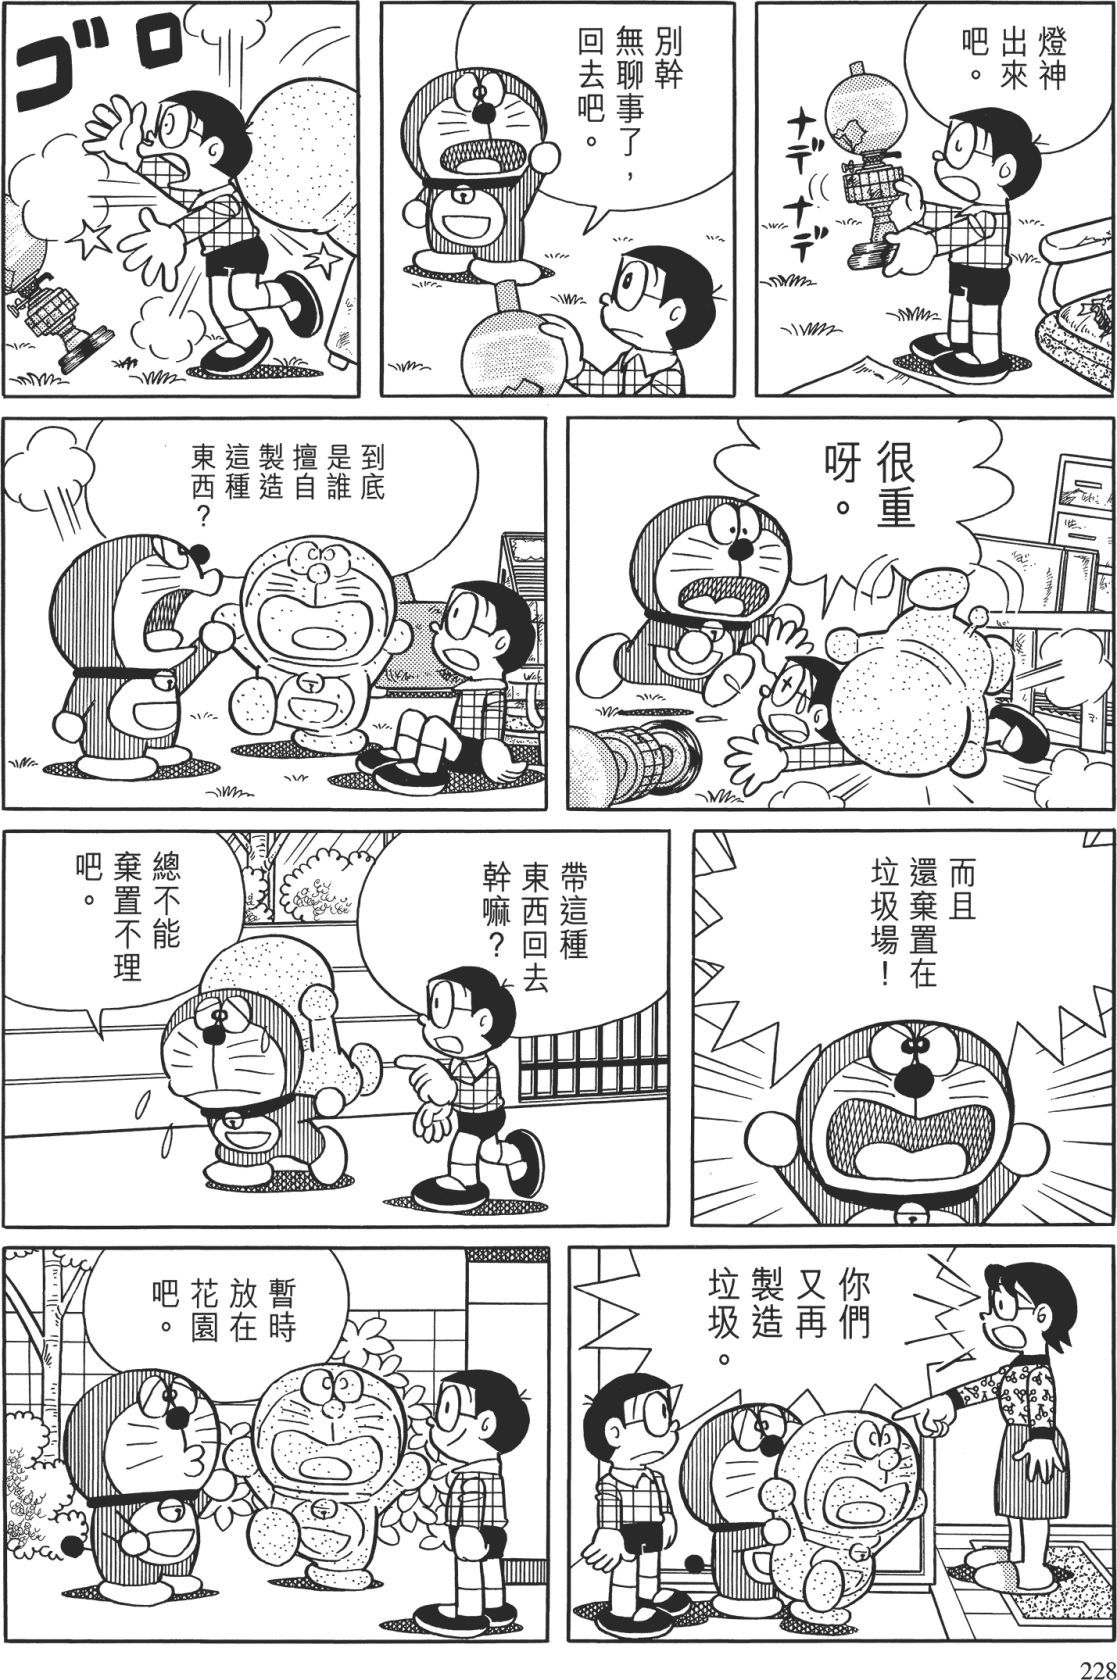 燈神
出來
吧。
ナデナデ
別幹
無聊事了，
回去吧。
ゴロ
很重
呀。
到底
是誰
擅自
製造
這種
東西？
而且
還棄置在
垃圾場！
帶這種
東西回去
幹嘛？
總不能
棄置不理
吧。
你們
又再
製造
垃圾。
暫時
放在
花園
吧。
228